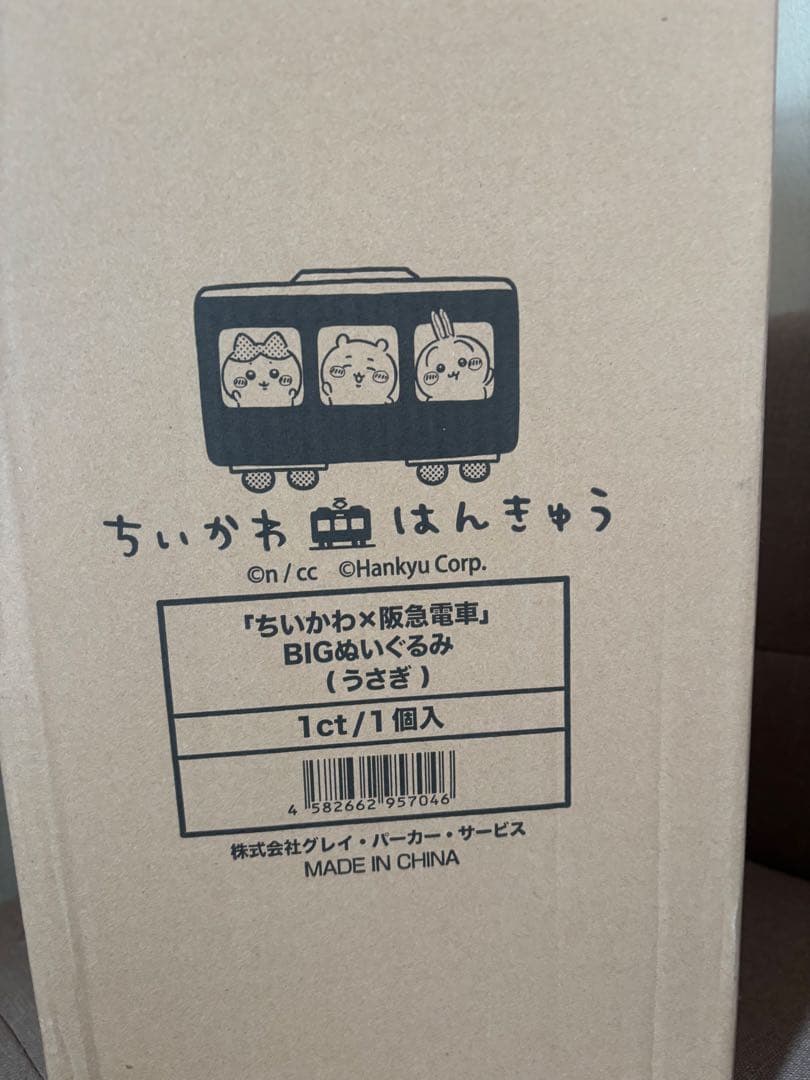 ちいかわ はんきゅう
©n / cc ©Hankyu Corp.
「ちいかわ×阪急電車」
BIGぬいぐるみ
(うさぎ)
1ct/1個入
4 582662 957046
株式会社グレイ・パーカー・サービス
MADE IN CHINA